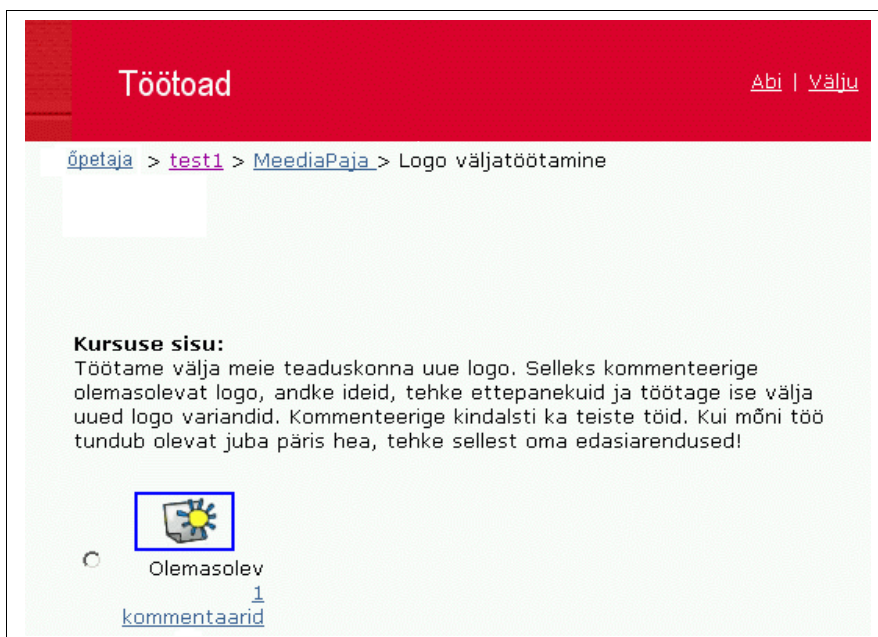 Töötoad
Abi | Välju
õpetaja > test1 > MeediaPaja > Logo väljatöötamine
Kursuse sisu:
Töötame välja meie teaduskonna uue logo. Selleks kommenteerige
olemasolevat logo, andke ideid, tehke ettepanekuid ja töötage ise välja
uued logo variandid. Kommenteerige kindalsti ka teiste töid. Kui mõni töö
tundub olevat juba päris hea, tehke sellest oma edasiarendused!
Olemasolev
1
kommentaarid